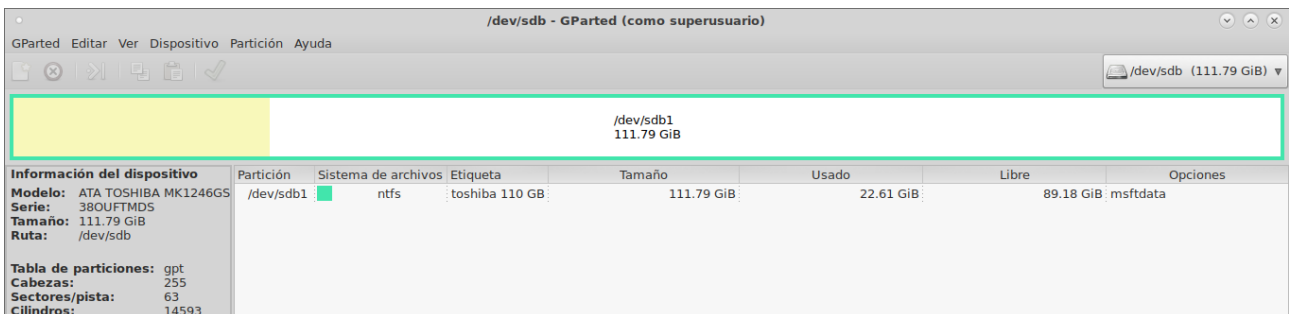 /dev/sdb - GParted (como superusuario)
GParted Editar Ver Dispositivo Partición Ayuda
/dev/sdb (111.79 GiB)
/dev/sdb1
111.79 GiB
Información del dispositivo
Modelo: ATA TOSHIBA MK1246GS
Serie: 38OUFTMDS
Tamaño: 111.79 GiB
Ruta: /dev/sdb
Tabla de particiones: gpt
Cabezas: 255
Sectores/pista: 63
Cilindros: 14593
Partición Sistema de archivos Etiqueta Tamaño Usado Libre Opciones
/dev/sdb1 ntfs toshiba 110 GB 111.79 GiB 22.61 GiB 89.18 GiB msftdata